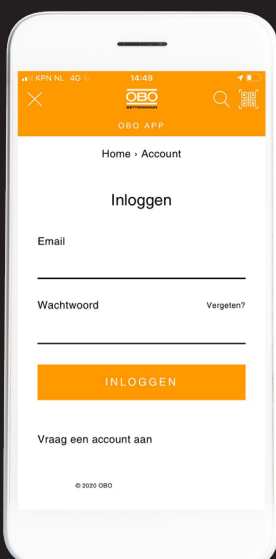 KPN NL 4G 14:49
OBO
BETTERMANN
OBO APP
Home › Account
Inloggen
Email
Wachtwoord Vergeten?
INLOGGEN
Vraag een account aan
© 2020 OBO